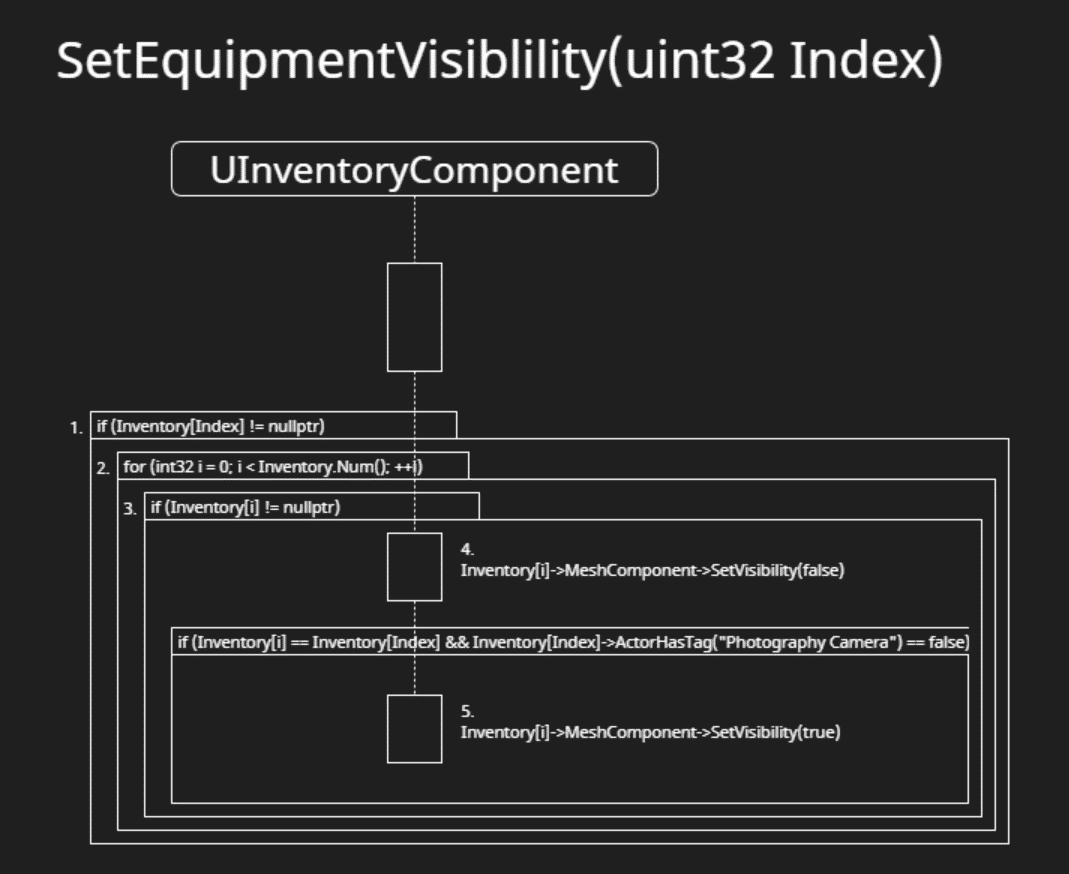 SetEquipmentVisiblility(uint32 Index)
UInventoryComponent
1. if (Inventory[Index] != nullptr)
2. for (int32 i = 0; i < Inventory.Num(); ++i)
3. if (Inventory[i] != nullptr)
4.
Inventory[i]->MeshComponent->SetVisibility(false)
if (Inventory[i] == Inventory[Index] && Inventory[Index]->ActorHasTag("Photography Camera") == false)
5.
Inventory[i]->MeshComponent->SetVisibility(true)